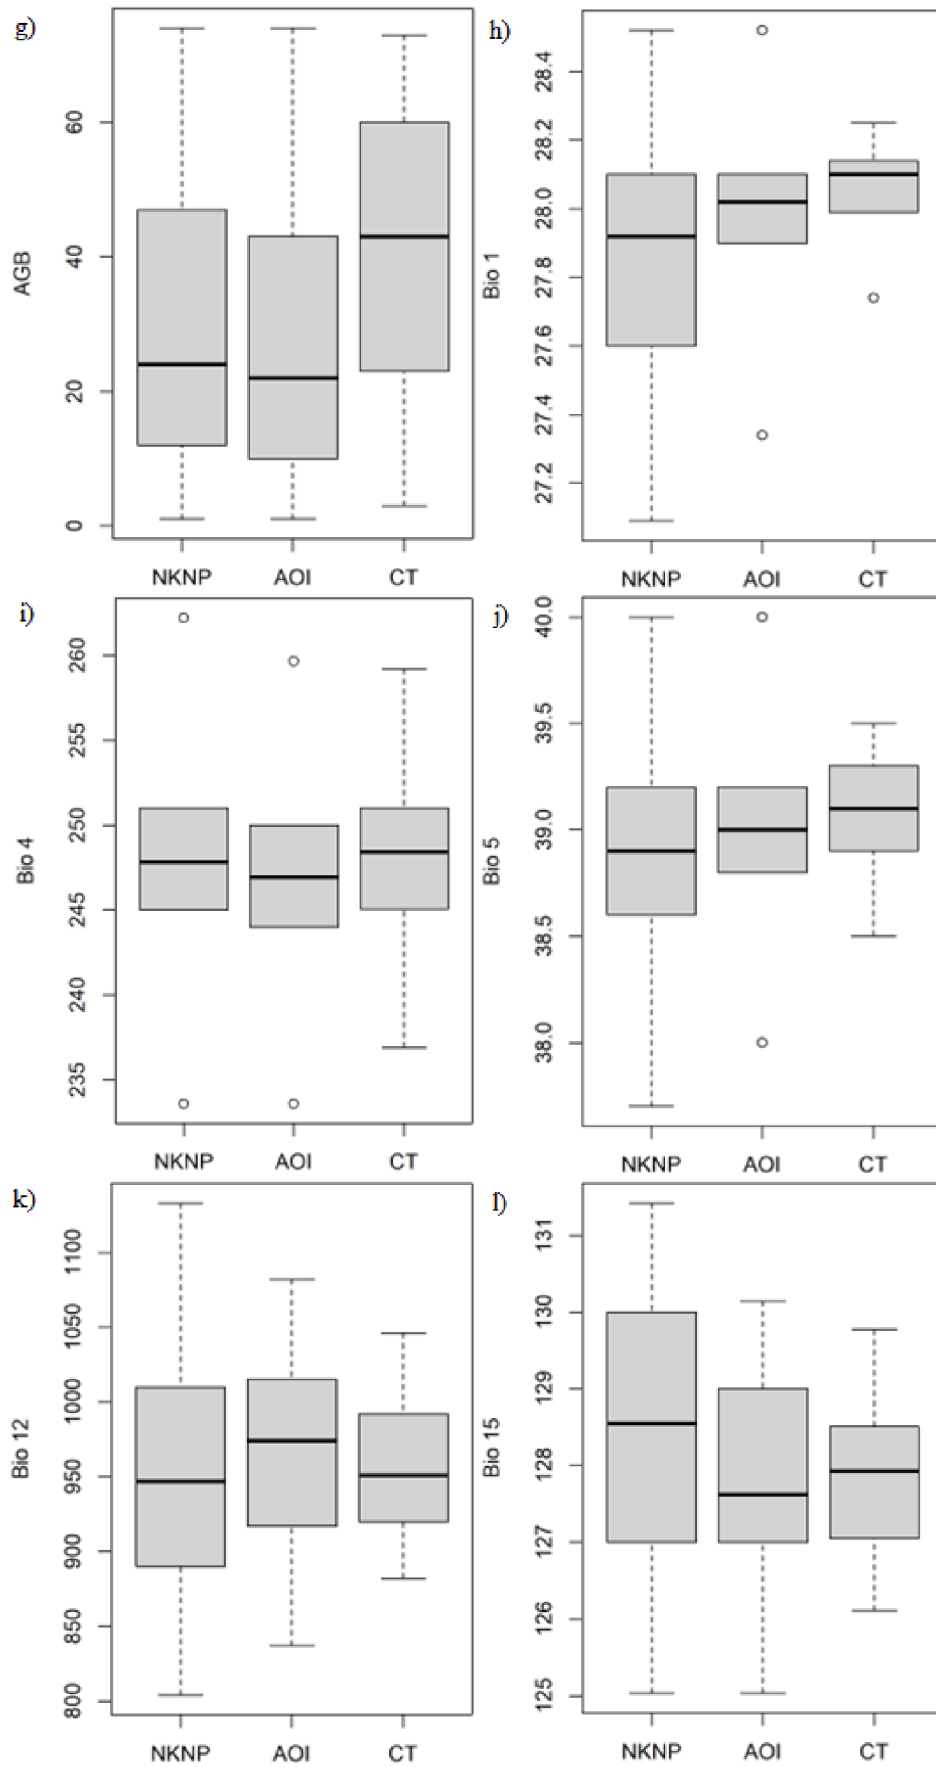 g)
AGB
60
40
20
0
NKNP AOI CT
h)
Bio 1
28.4
28.2
28.0
27.8
27.6
27.4
27.2
NKNP AOI CT
i)
Bio 4
260
255
250
245
240
235
NKNP AOI CT
j)
Bio 5
40.0
39.5
39.0
38.5
38.0
NKNP AOI CT
k)
Bio 12
1100
1050
1000
950
900
850
800
NKNP AOI CT
l)
Bio 15
131
130
129
128
127
126
125
NKNP AOI CT